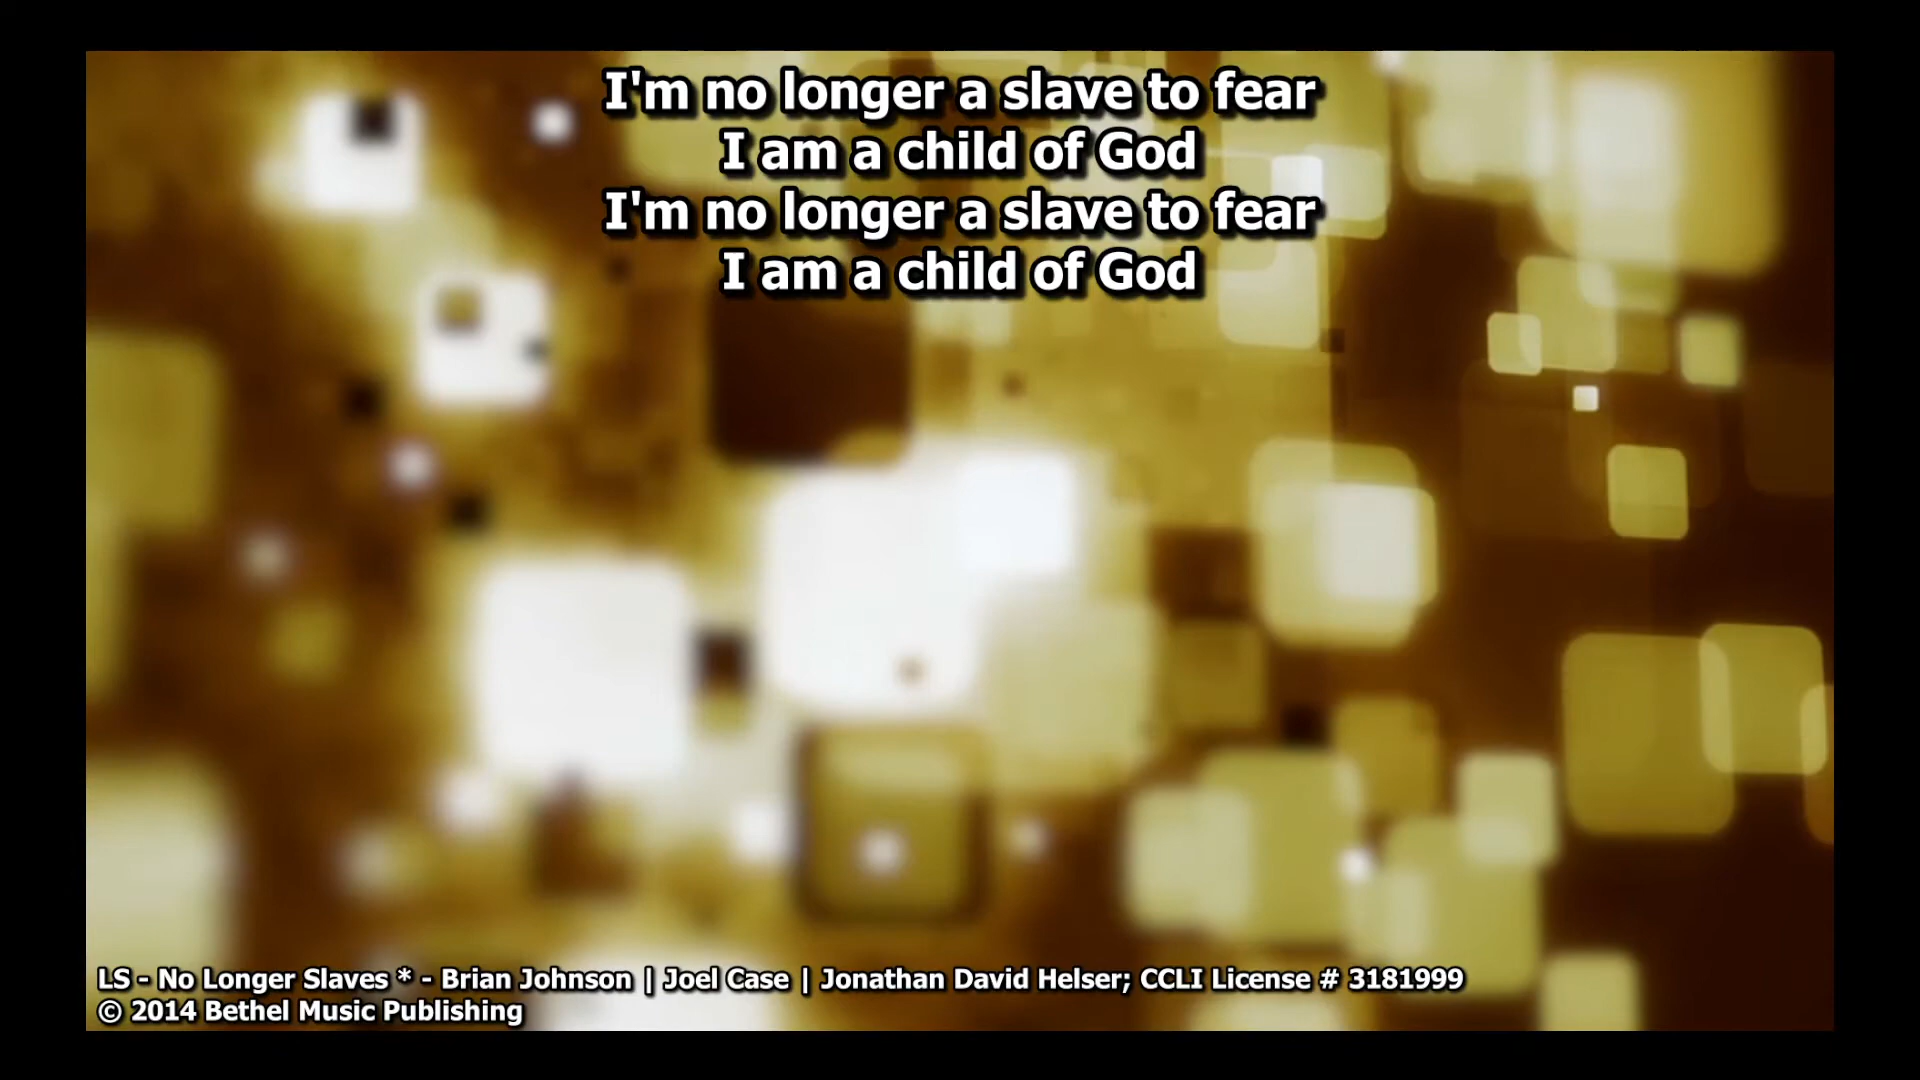 I'm no longer a slave to fear
I am a child of God
I'm no longer a slave to fear
I am a child of God
LS - No Longer Slaves * - Brian Johnson | Joel Case | Jonathan David Helser; CCLI License # 3181999
© 2014 Bethel Music Publishing